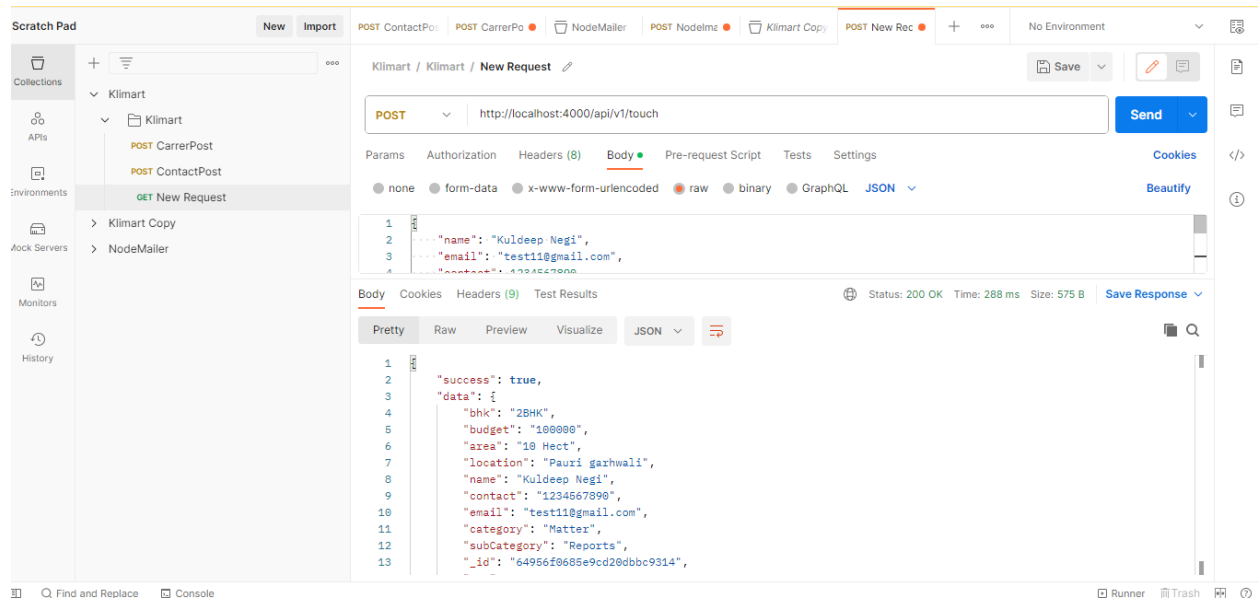 Scratch Pad
New
Import
POST ContactPos
POST CarrerPo
NodeMailer
POST NodeIma
Klimart Copy
POST New Rec
No Environment
Collections
APIs
Environments
Mock Servers
Monitors
History
Klimart
Klimart
POST CarrerPost
POST ContactPost
GET New Request
Klimart Copy
NodeMailer
Klimart / Klimart / New Request
Save
POST
http://localhost:4000/api/v1/touch
Send
Params Authorization Headers (8) Body Pre-request Script Tests Settings Cookies
none form-data x-www-form-urlencoded raw binary GraphQL JSON Beautify
1 {
2 "name": "Kuldeep Negi",
3 "email": "test11@gmail.com",
4 "contact": 1234567890,
Body Cookies Headers (9) Test Results Status: 200 OK Time: 288 ms Size: 575 B Save Response
Pretty Raw Preview Visualize JSON
1 {
2 "success": true,
3 "data": {
4 "bhk": "2BHK",
5 "budget": "100000",
6 "area": "10 Hect",
7 "location": "Pauri garhwali",
8 "name": "Kuldeep Negi",
9 "contact": "1234567890",
10 "email": "test11@gmail.com",
11 "category": "Matter",
12 "subCategory": "Reports",
13 "_id": "64956f0685e9cd20dbbc9314",
Find and Replace Console Runner Trash